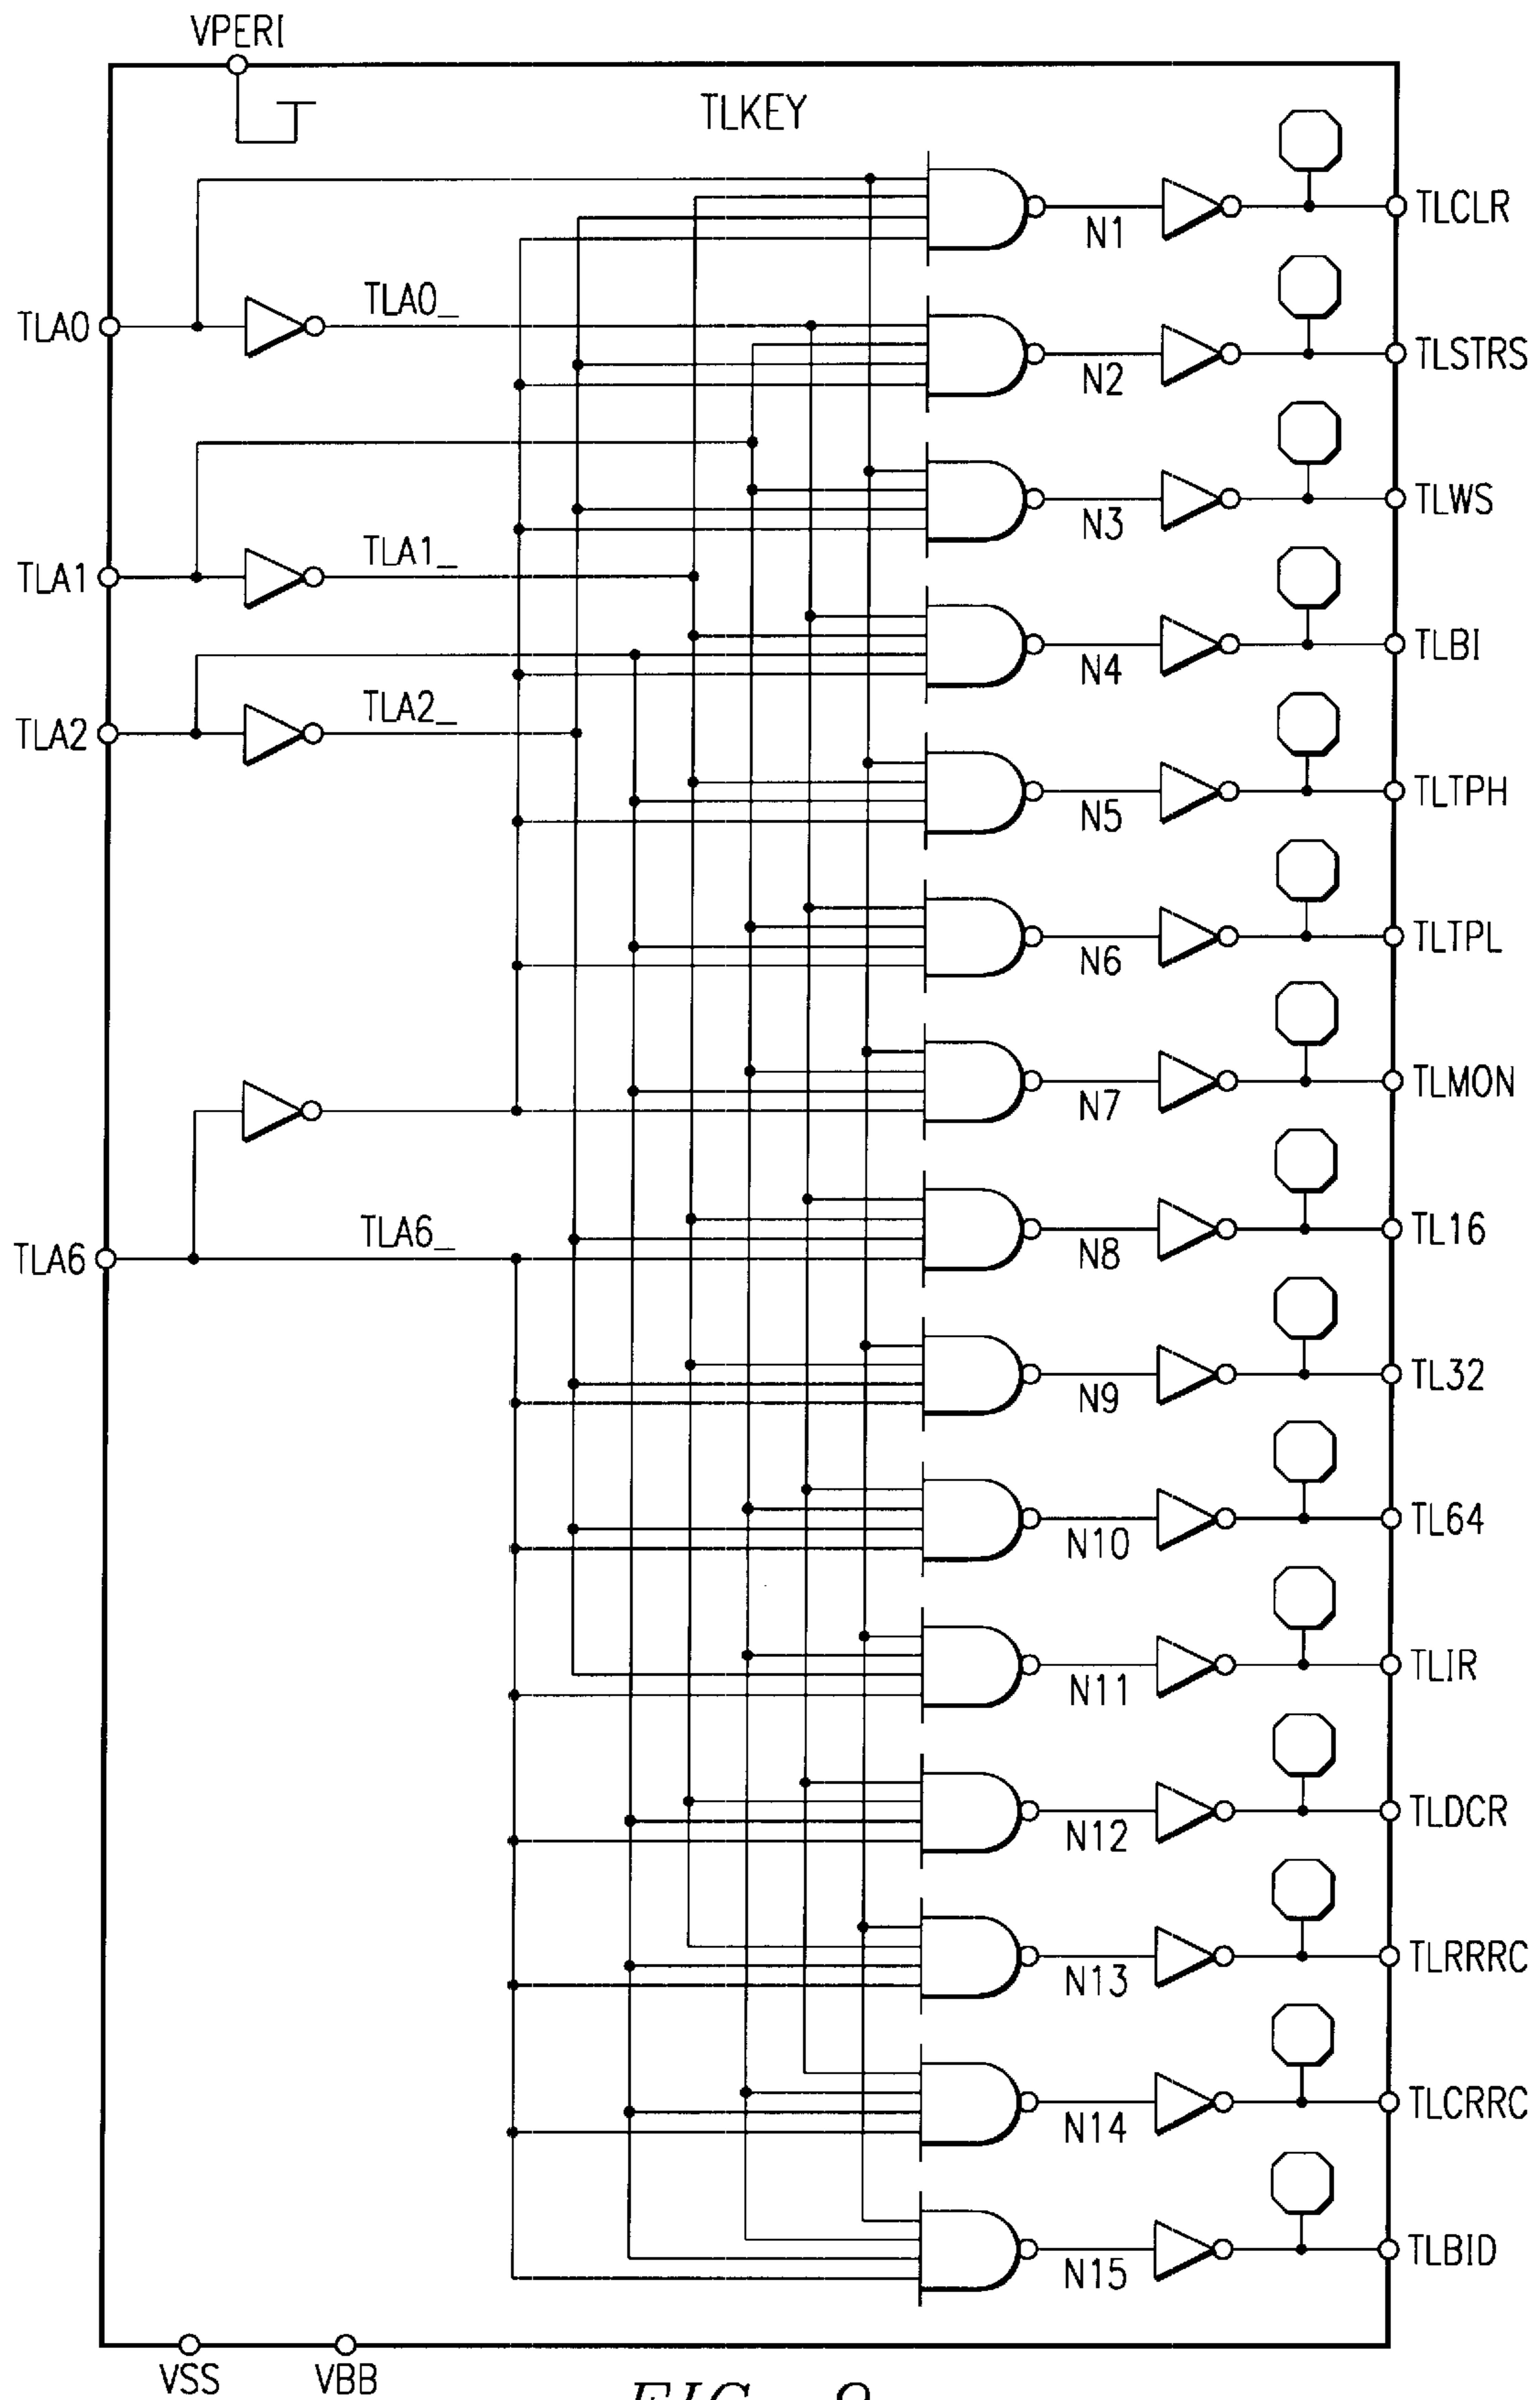 VPERI
TLKEY
N1
TLCLR
TLA0
TLA0_
N2
TLSTRS
N3
TLWS
TLA1
TLA1_
N4
TLBI
TLA2
TLA2_
N5
TLTPH
N6
TLTPL
N7
TLMON
TLA6
TLA6_
N8
TL16
N9
TL32
N10
TL64
N11
TLIR
N12
TLDCR
N13
TLRRRC
N14
TLCRRC
N15
TLBID
VSS
VBB